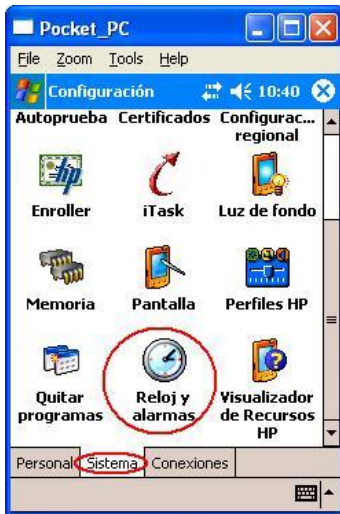 Pocket_PC
File Zoom Tools Help
Configuración 10:40
Autoprueba Certificados Configurac...
regional
hp
Enroller iTask Luz de fondo
Memoria Pantalla Perfiles HP
Quitar Reloj y Visualizador
programas alarmas de Recursos
HP
Personal Sistema Conexiones